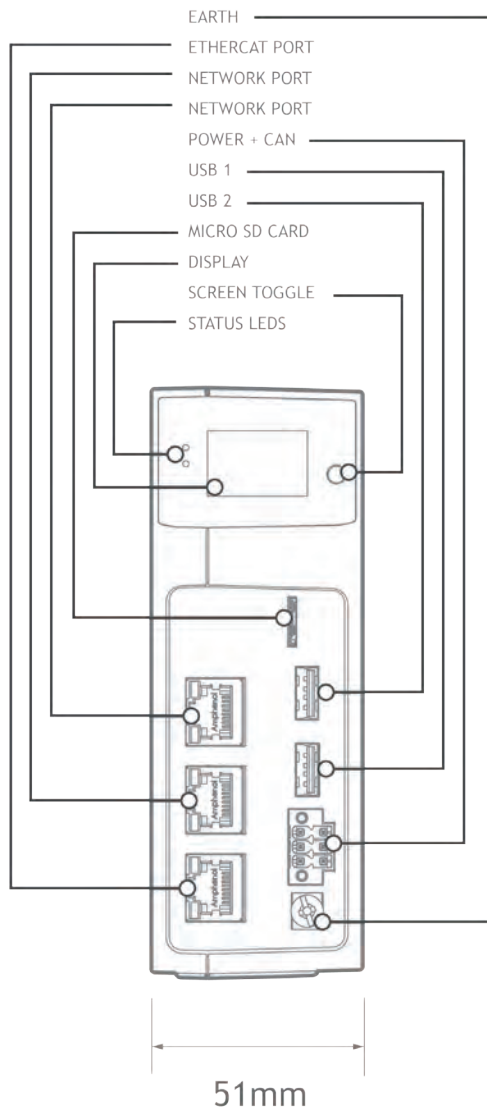 EARTH
ETHERCAT PORT
NETWORK PORT
NETWORK PORT
POWER + CAN
USB 1
USB 2
MICRO SD CARD
DISPLAY
SCREEN TOGGLE
STATUS LEDS
Amphenol
Amphenol
Amphenol
51mm